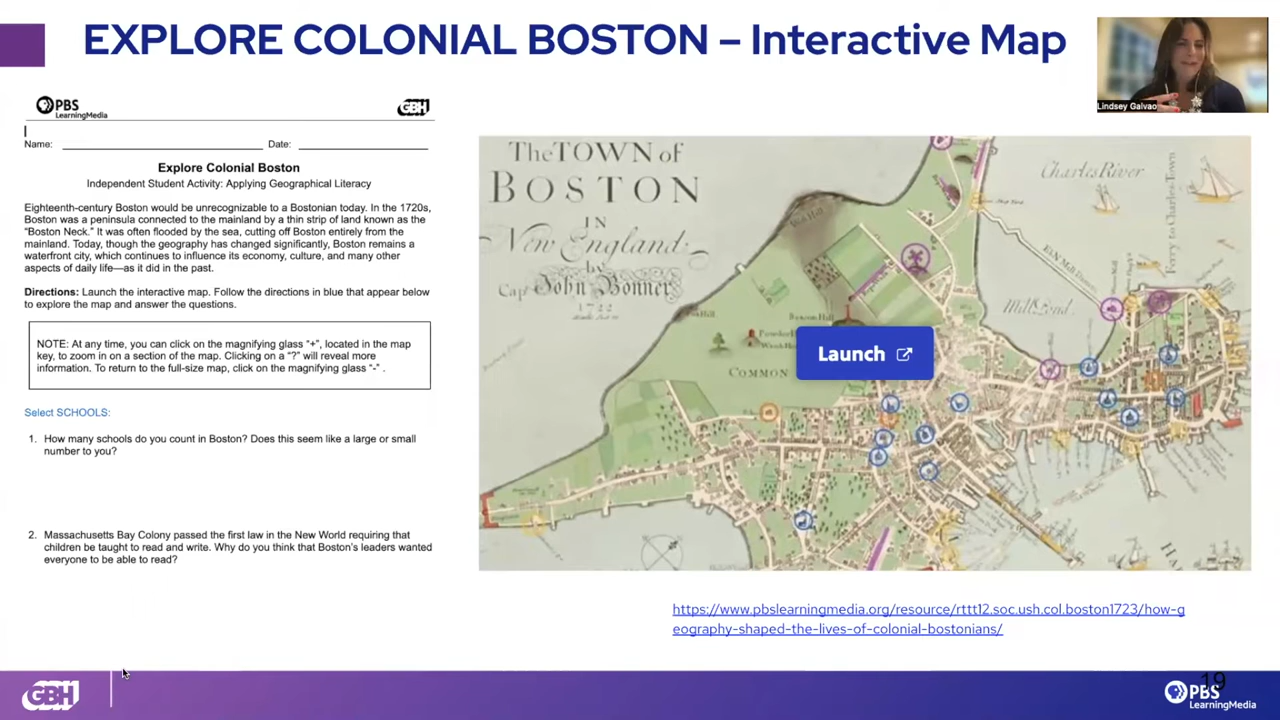 EXPLORE COLONIAL BOSTON – Interactive Map
Lindsey Galvao
PBS
LearningMedia
GBH
Name:
Date:
Explore Colonial Boston
Independent Student Activity: Applying Geographical Literacy
Eighteenth-century Boston would be unrecognizable to a Bostonian today. In the 1720s,
Boston was a peninsula connected to the mainland by a thin strip of land known as the
“Boston Neck.” It was often flooded by the sea, cutting off Boston entirely from the
mainland. Today, though the geography has changed significantly, Boston remains a
waterfront city, which continues to influence its economy, culture, and many other
aspects of daily life—as it did in the past.
Directions: Launch the interactive map. Follow the directions in blue that appear below
to explore the map and answer the questions.
NOTE: At any time, you can click on the magnifying glass “+”, located in the map
key, to zoom in on a section of the map. Clicking on a “?” will reveal more
information. To return to the full-size map, click on the magnifying glass “-” .
Select SCHOOLS:
1. How many schools do you count in Boston? Does this seem like a large or small
number to you?
2. Massachusetts Bay Colony passed the first law in the New World requiring that
children be taught to read and write. Why do you think that Boston’s leaders wanted
everyone to be able to read?
The TOWN of
BOSTON
IN
New England
by
Capt John Bonner
1722
Charles River
Ferry to Charles-Town
Mill Pond
Beacon Hill
COMMON
Launch
https://www.pbslearningmedia.org/resource/rttt12.soc.ush.col.boston1723/how-g
eography-shaped-the-lives-of-colonial-bostonians/
GBH
19
PBS
LearningMedia